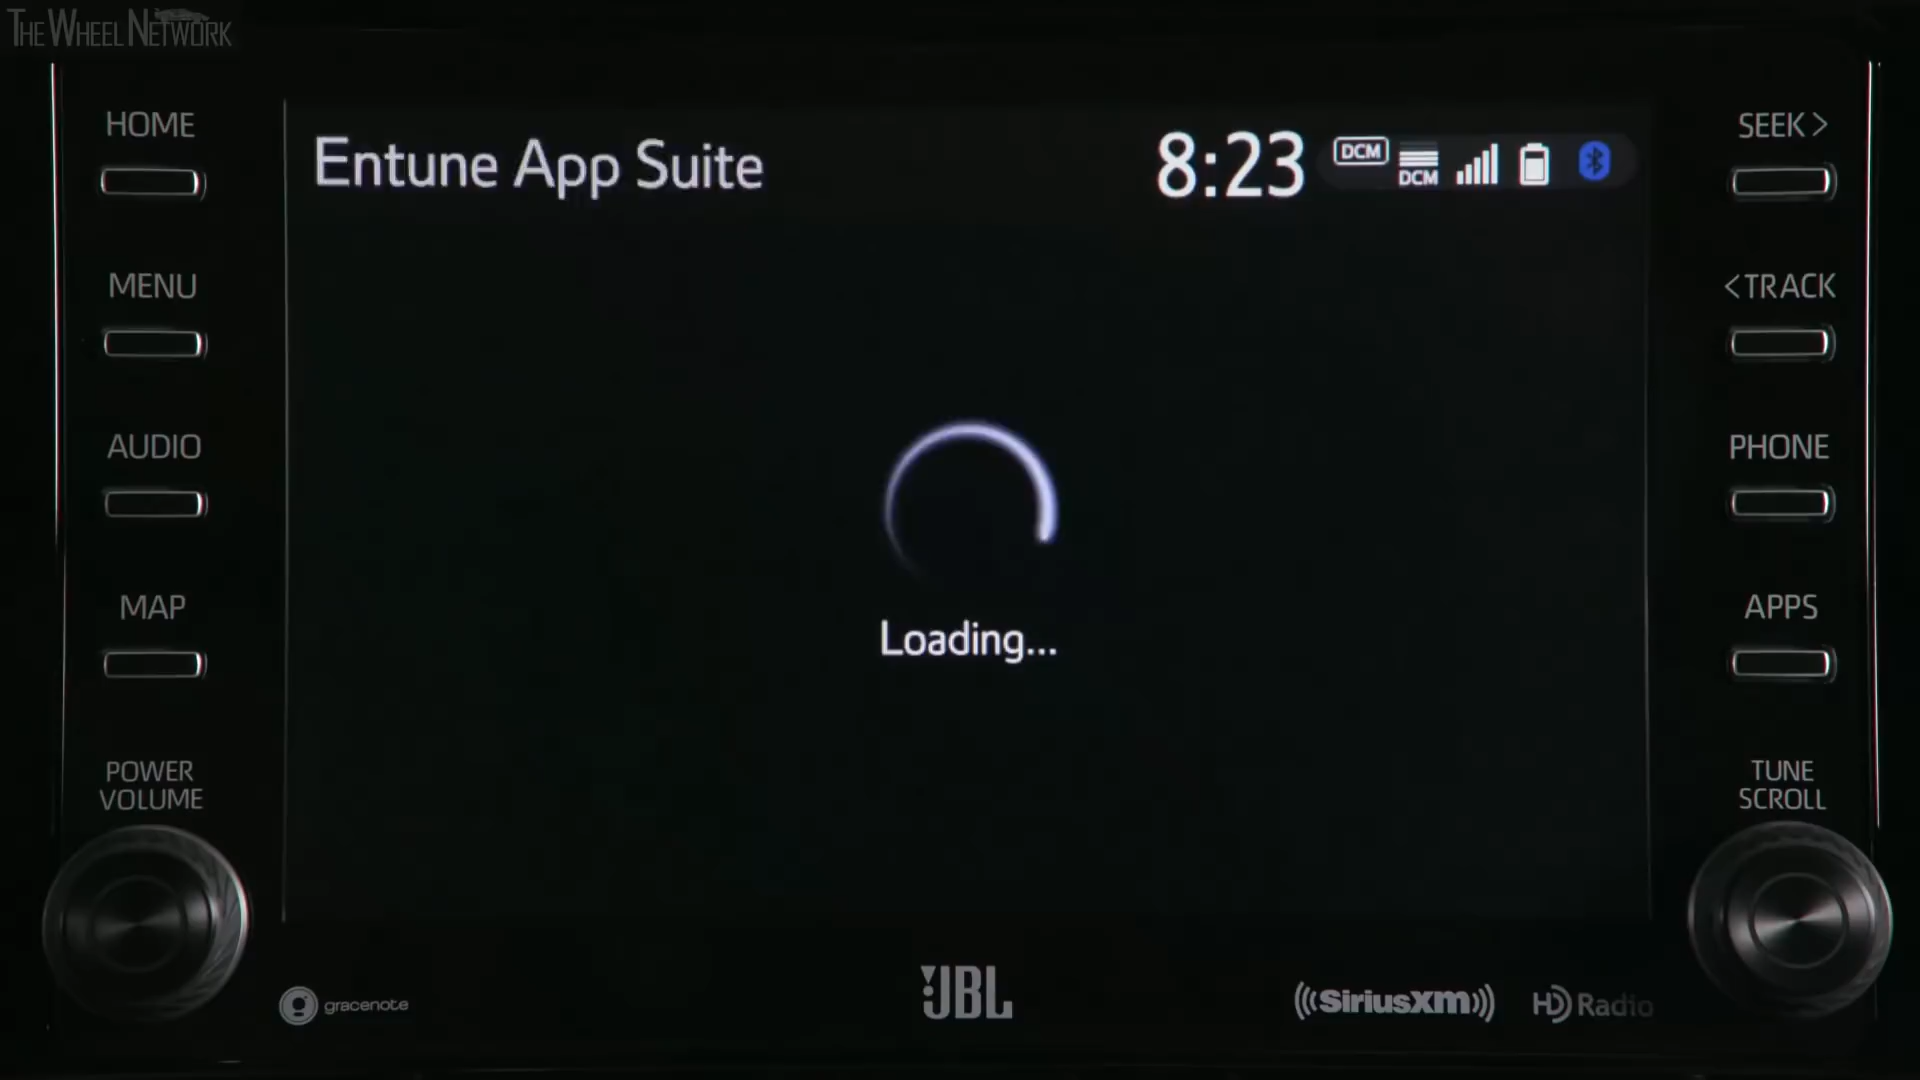 THE WHEEL NETWORK
HOME
MENU
AUDIO
MAP
POWER
VOLUME
Entune App Suite
8:23
DCM
DCM
Loading...
SEEK >
< TRACK
PHONE
APPS
TUNE
SCROLL
gracenote
JBL
SiriusXM
HD Radio